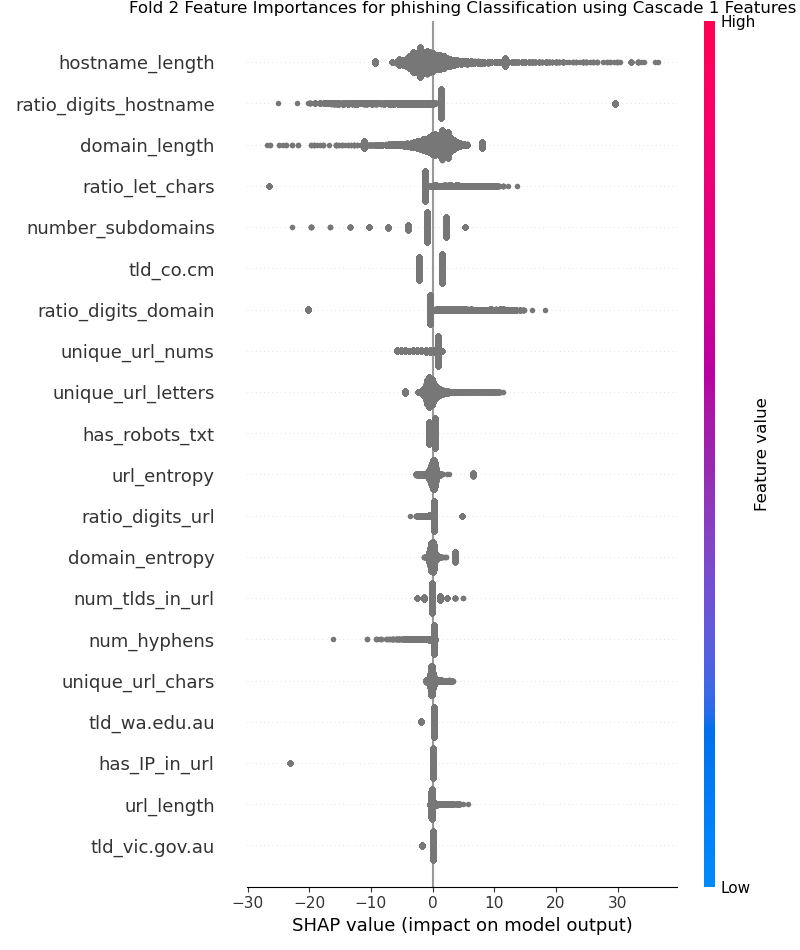 Fold 2 Feature Importances for phishing Classification using Cascade 1 Features
High
hostname_length
ratio_digits_hostname
domain_length
ratio_let_chars
number_subdomains
tld_co.cm
ratio_digits_domain
unique_url_nums
unique_url_letters
has_robots_txt
url_entropy
ratio_digits_url
domain_entropy
num_tlds_in_url
num_hyphens
unique_url_chars
tld_wa.edu.au
has_IP_in_url
url_length
tld_vic.gov.au
Feature value
Low
−30 −20 −10 0 10 20 30
SHAP value (impact on model output)